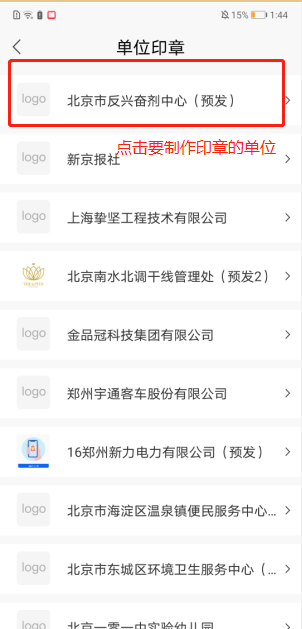 15% 1:44
单位印章
logo 北京市反兴奋剂中心（预发）
点击要制作印章的单位
logo 新京报社
logo 上海挚坚工程技术有限公司
北京南水北调干线管理处（预发2）
logo 金品冠科技集团有限公司
logo 郑州宇通客车股份有限公司
16郑州新力电力有限公司（预发）
logo 北京市海淀区温泉镇便民服务中心...
logo 北京市东城区环境卫生服务中心（...
logo 北京一零一中实验幼儿园